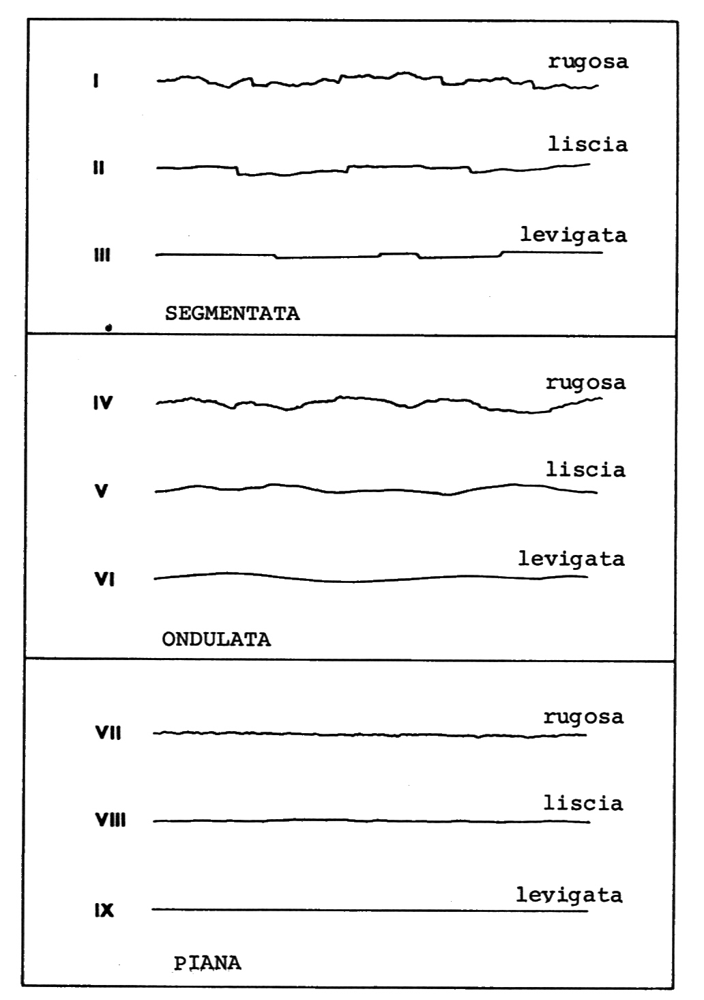 I rugosa
II liscia
III levigata
SEGMENTATA
IV rugosa
V liscia
VI levigata
ONDULATA
VII rugosa
VIII liscia
IX levigata
PIANA